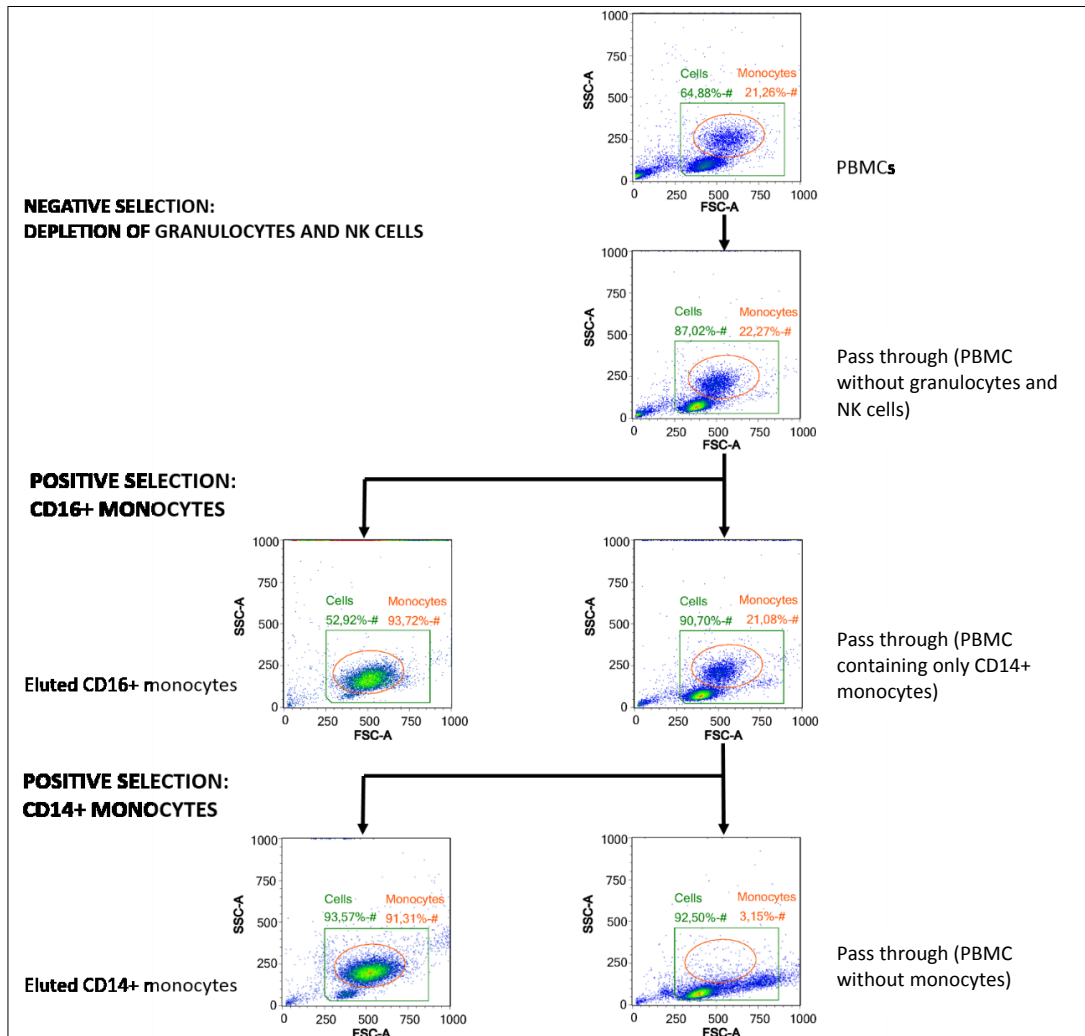 1000
750
500
250
0
SSC-A
Cells Monocytes
64,88%-# 21,26%-#
0 250 500 750 1000
FSC-A
PBMCs
NEGATIVE SELECTION:
DEPLETION OF GRANULOCYTES AND NK CELLS
1000
750
500
250
0
SSC-A
Cells Monocytes
87,02%-# 22,27%-#
0 250 500 750 1000
FSC-A
Pass through (PBMC
without granulocytes and
NK cells)
POSITIVE SELECTION:
CD16+ MONOCYTES
1000
750
500
250
0
SSC-A
Cells Monocytes
52,92%-# 93,72%-#
0 250 500 750 1000
FSC-A
Eluted CD16+ monocytes
1000
750
500
250
0
SSC-A
Cells Monocytes
90,70%-# 21,08%-#
0 250 500 750 1000
FSC-A
Pass through (PBMC
containing only CD14+
monocytes)
POSITIVE SELECTION:
CD14+ MONOCYTES
1000
750
500
250
0
SSC-A
Cells Monocytes
93,57%-# 91,31%-#
0 250 500 750 1000
FSC-A
Eluted CD14+ monocytes
1000
750
500
250
0
SSC-A
Cells Monocytes
92,50%-# 3,15%-#
0 250 500 750 1000
FSC-A
Pass through (PBMC
without monocytes)